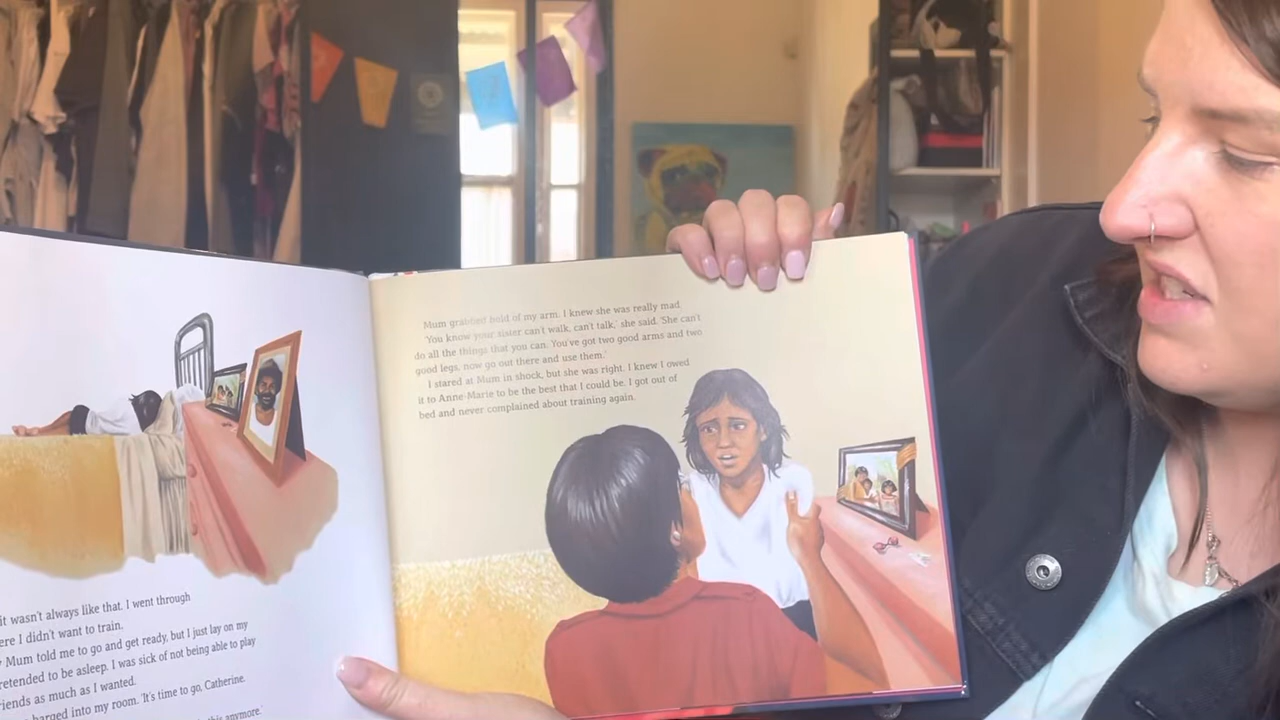 it wasn't always like that. I went through
ere I didn't want to train.
Mum told me to go and get ready, but I just lay on my
retended to be asleep. I was sick of not being able to play
riends as much as I wanted.
barged into my room. 'It's time to go, Catherine.
this anymore.'
Mum grabbed hold of my arm. I knew she was really mad.
'You know your sister can't walk, can't talk,' she said. 'She can't
do all the things that you can. You've got two good arms and two
good legs, now go out there and use them.'
I stared at Mum in shock, but she was right. I knew I owed
it to Anne-Marie to be the best that I could be. I got out of
bed and never complained about training again.